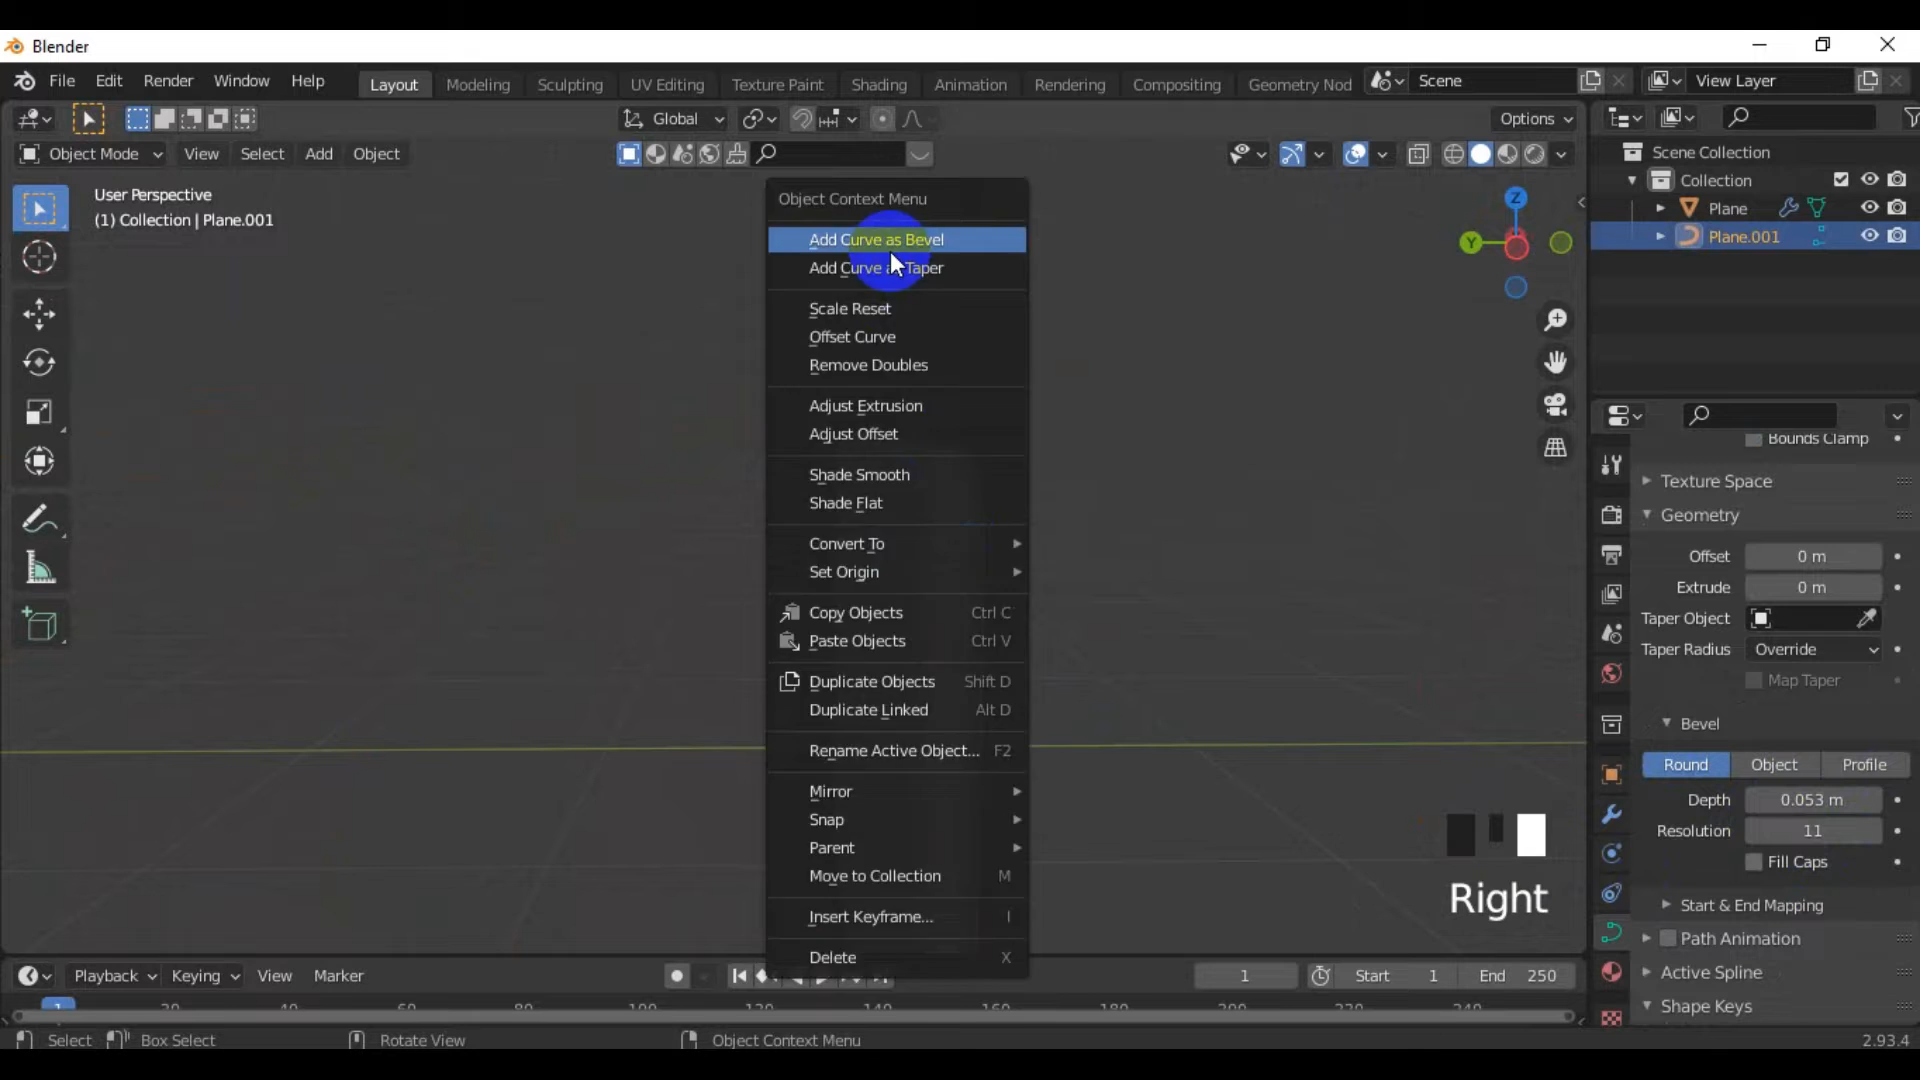 Blender
File Edit Render Window Help Layout Modeling Sculpting UV Editing Texture Paint Shading Animation Rendering Compositing Geometry Nod Scene View Layer
Global Options
Object Mode View Select Add Object
User Perspective
(1) Collection | Plane.001
Z
Y
Object Context Menu
Add Curve as Bevel
Add Curve as Taper
Scale Reset
Offset Curve
Remove Doubles
Adjust Extrusion
Adjust Offset
Shade Smooth
Shade Flat
Convert To
Set Origin
Copy Objects Ctrl C
Paste Objects Ctrl V
Duplicate Objects Shift D
Duplicate Linked Alt D
Rename Active Object... F2
Mirror
Snap
Parent
Move to Collection M
Insert Keyframe... I
Delete X
Scene Collection
Collection
Plane
Plane.001
Bounds Clamp
Texture Space
Geometry
Offset 0 m
Extrude 0 m
Taper Object
Taper Radius Override
Map Taper
Bevel
Round Object Profile
Depth 0.053 m
Resolution 11
Fill Caps
Start & End Mapping
Path Animation
Active Spline
Shape Keys
Right
Playback Keying View Marker 1 Start 1 End 250
Select Box Select Rotate View Object Context Menu 2.93.4